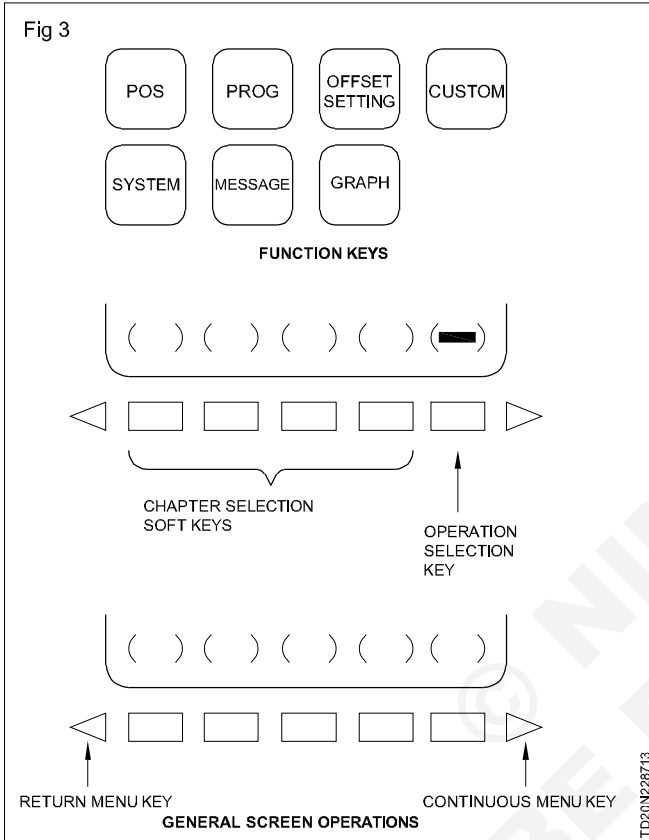 Fig 3
POS PROG OFFSET SETTING CUSTOM
SYSTEM MESSAGE GRAPH
FUNCTION KEYS
CHAPTER SELECTION
SOFT KEYS
OPERATION
SELECTION
KEY
RETURN MENU KEY
CONTINUOUS MENU KEY
GENERAL SCREEN OPERATIONS
TD20N228713